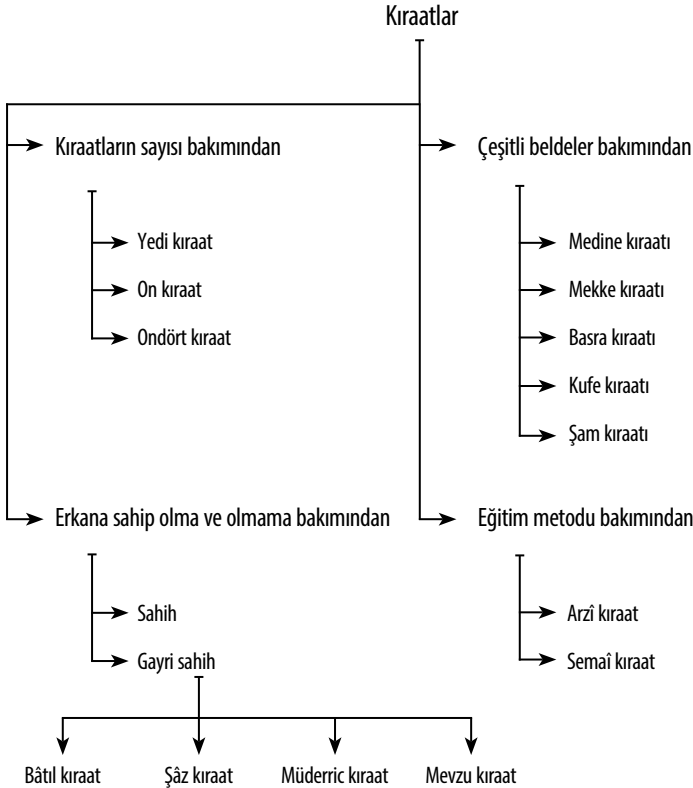 Kıraatlar
Kıraatların sayısı bakımından
Yedi kıraat
On kıraat
Ondört kıraat
Çeşitli beldeler bakımından
Medine kıraatı
Mekke kıraatı
Basra kıraatı
Kufe kıraatı
Şam kıraatı
Erkana sahip olma ve olmama bakımından
Sahih
Gayri sahih
Bâtıl kıraat
Şâz kıraat
Müderric kıraat
Mevzu kıraat
Eğitim metodu bakımından
Arzî kıraat
Semaî kıraat